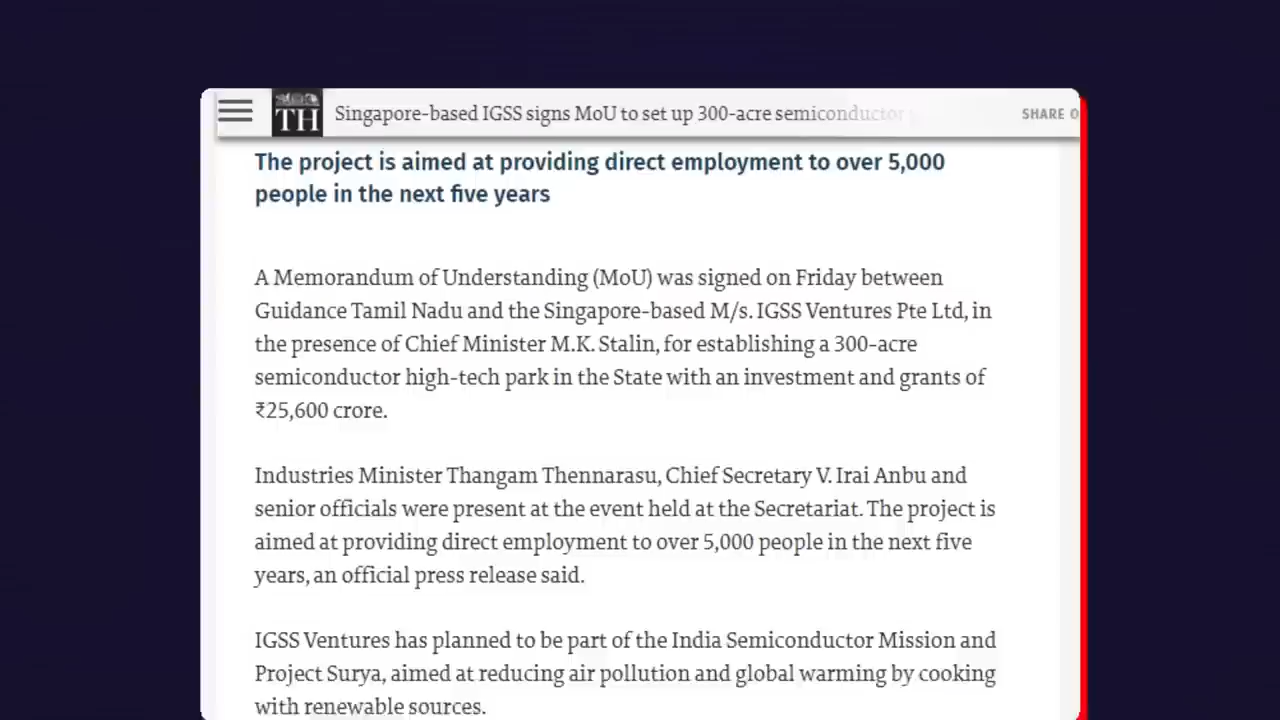 TH
Singapore-based IGSS signs MoU to set up 300-acre semiconductor
SHARE O
The project is aimed at providing direct employment to over 5,000
people in the next five years
A Memorandum of Understanding (MoU) was signed on Friday between
Guidance Tamil Nadu and the Singapore-based M/s. IGSS Ventures Pte Ltd, in
the presence of Chief Minister M.K. Stalin, for establishing a 300-acre
semiconductor high-tech park in the State with an investment and grants of
₹25,600 crore.
Industries Minister Thangam Thennarasu, Chief Secretary V. Irai Anbu and
senior officials were present at the event held at the Secretariat. The project is
aimed at providing direct employment to over 5,000 people in the next five
years, an official press release said.
IGSS Ventures has planned to be part of the India Semiconductor Mission and
Project Surya, aimed at reducing air pollution and global warming by cooking
with renewable sources.